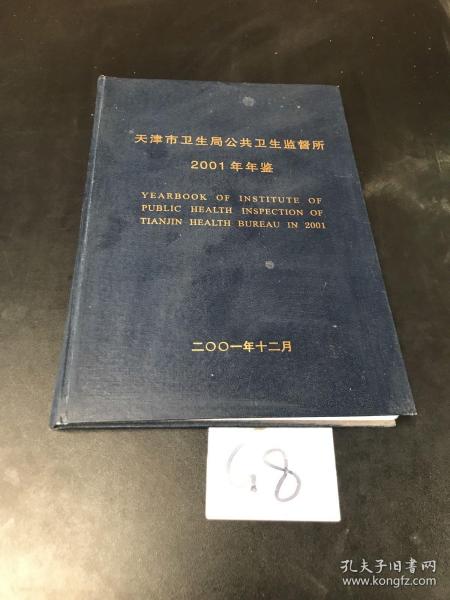 天津市卫生局公共卫生监督所
2001年年鉴
YEARBOOK OF INSTITUTE OF
PUBLIC HEALTH INSPECTION OF
TIANJIN HEALTH BUREAU IN 2001
二〇〇一年十二月
G8
孔夫子旧书网
www.kongfz.com